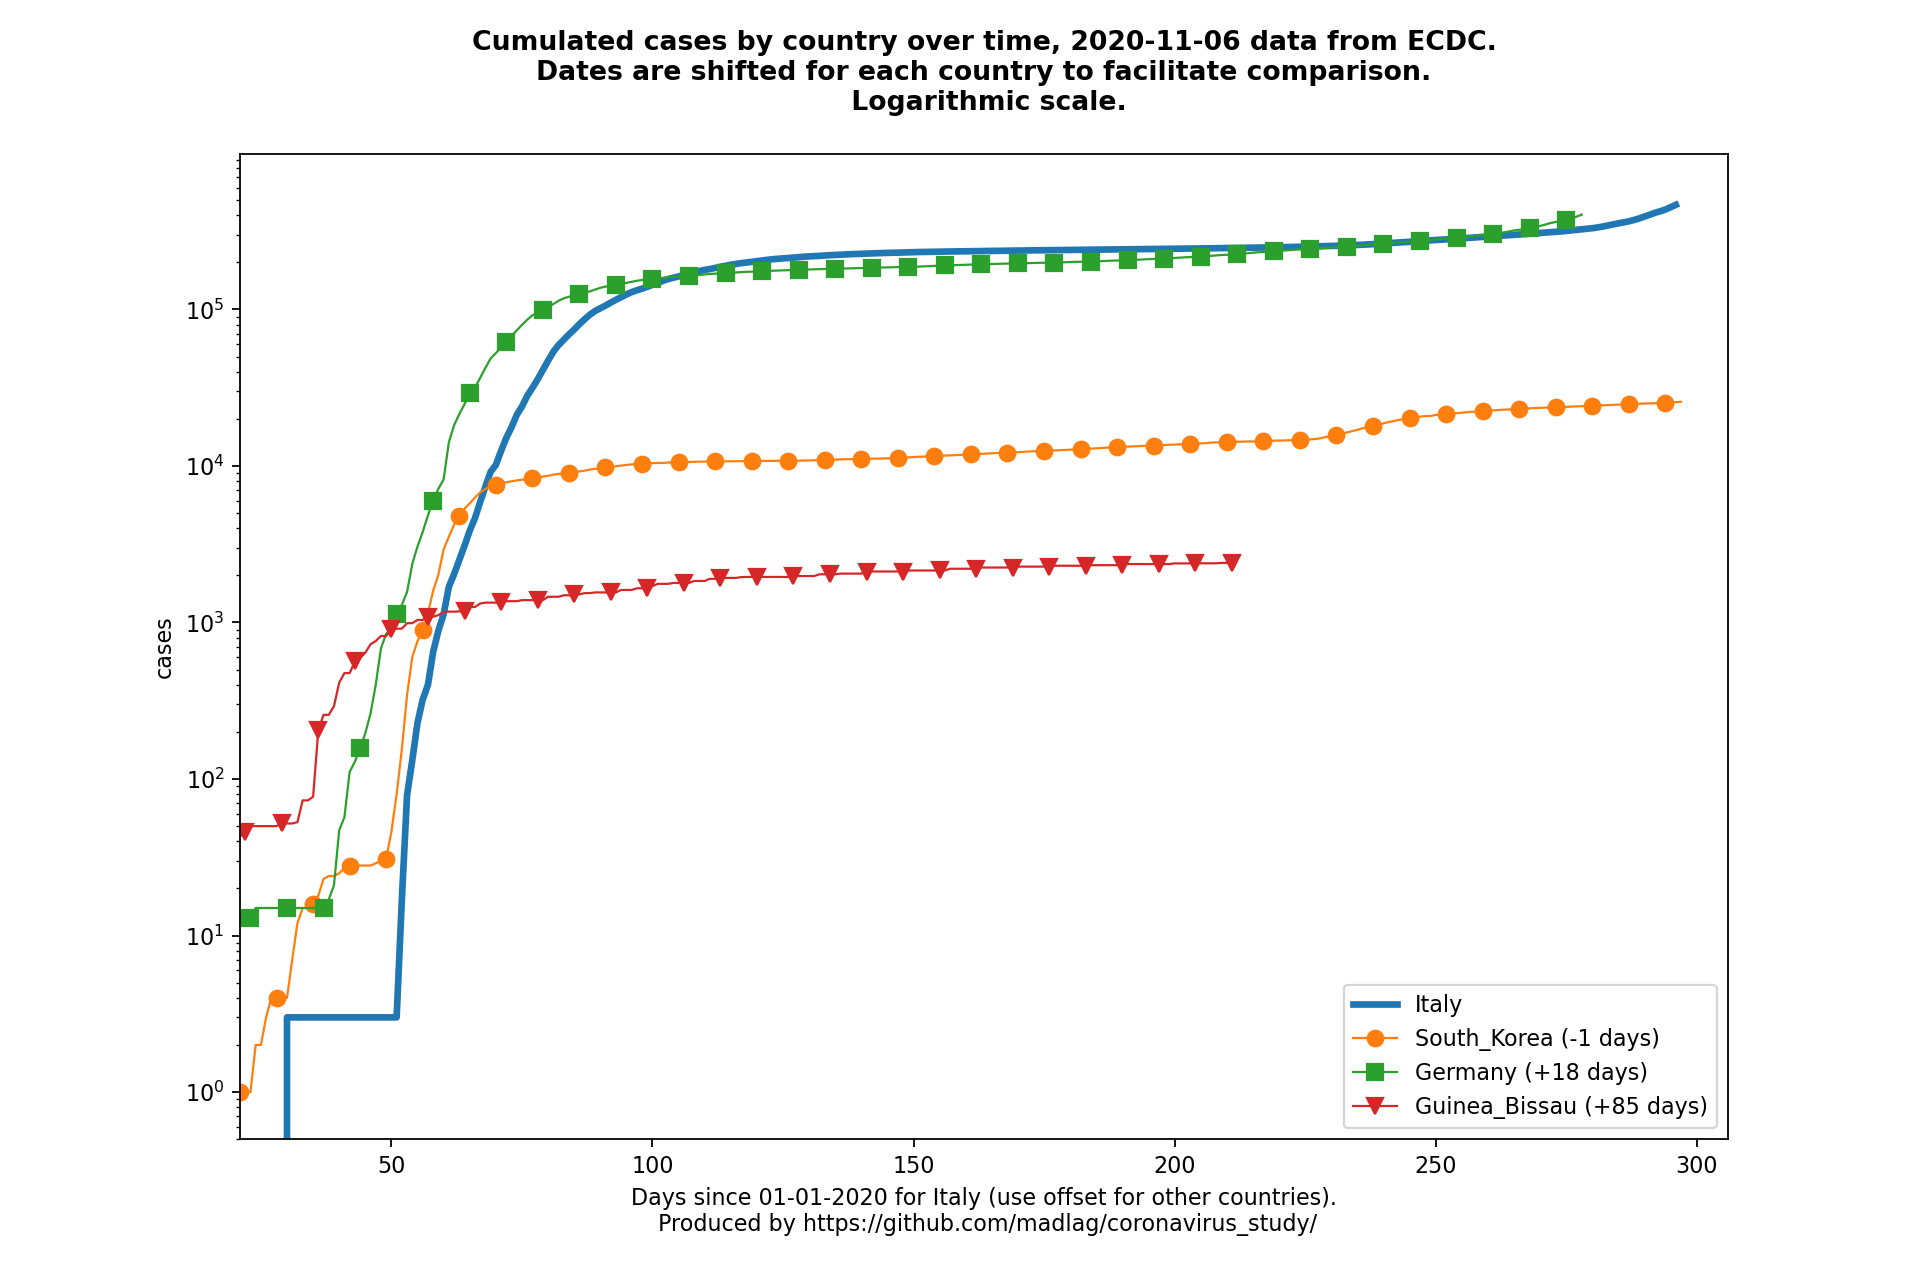 Cumulated cases by country over time, 2020-11-06 data from ECDC.
Dates are shifted for each country to facilitate comparison.
Logarithmic scale.
cases
10^5
10^4
10^3
10^2
10^1
10^0
50 100 150 200 250 300
Italy
South_Korea (-1 days)
Germany (+18 days)
Guinea_Bissau (+85 days)
Days since 01-01-2020 for Italy (use offset for other countries).
Produced by https://github.com/madlag/coronavirus_study/